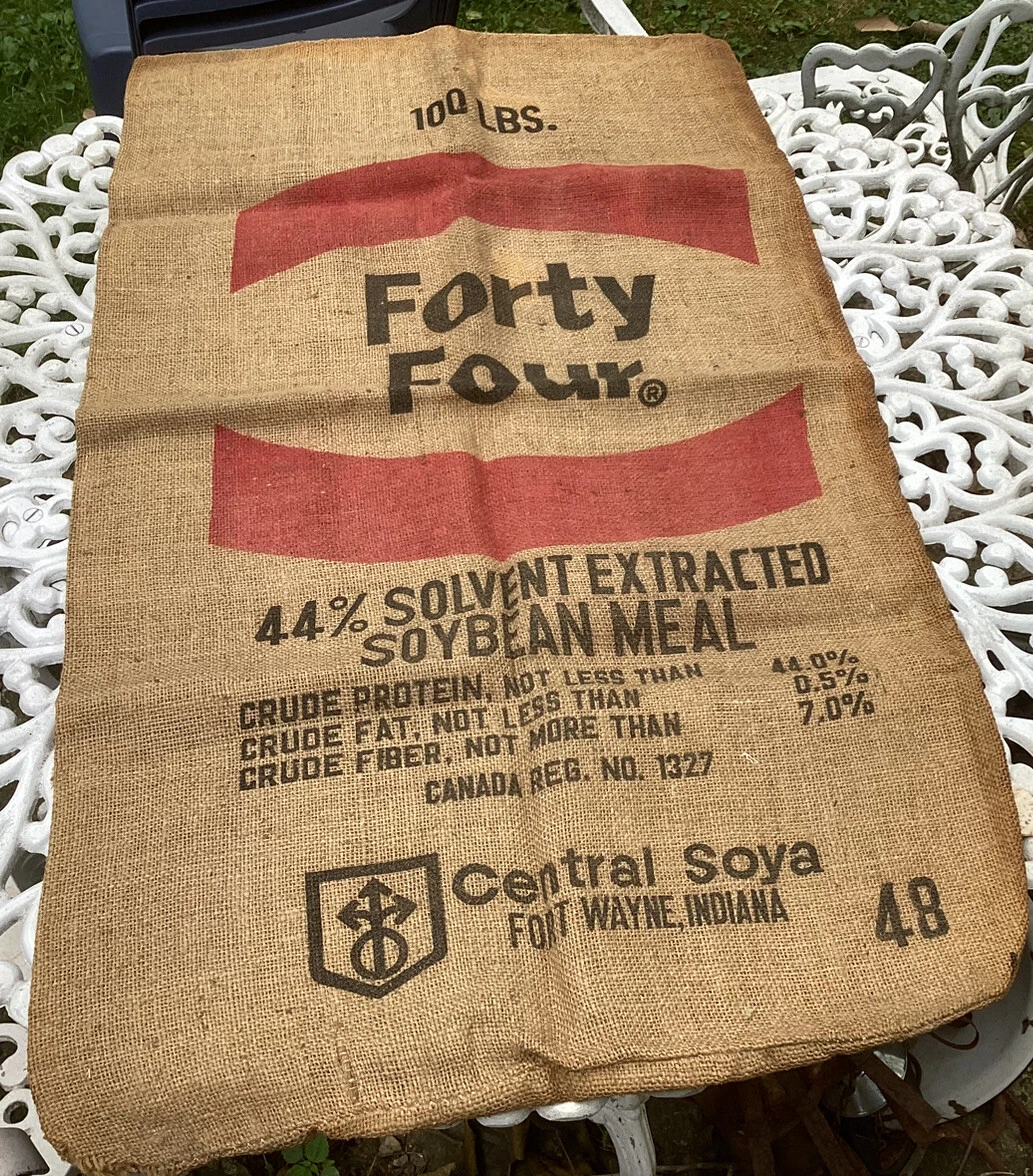 100 LBS.
Forty
Four®
44% SOLVENT EXTRACTED
SOYBEAN MEAL
CRUDE PROTEIN, NOT LESS THAN 44.0%
CRUDE FAT, NOT LESS THAN 0.5%
CRUDE FIBER, NOT MORE THAN 7.0%
CANADA REG. NO. 1327
Central Soya
FORT WAYNE, INDIANA
48